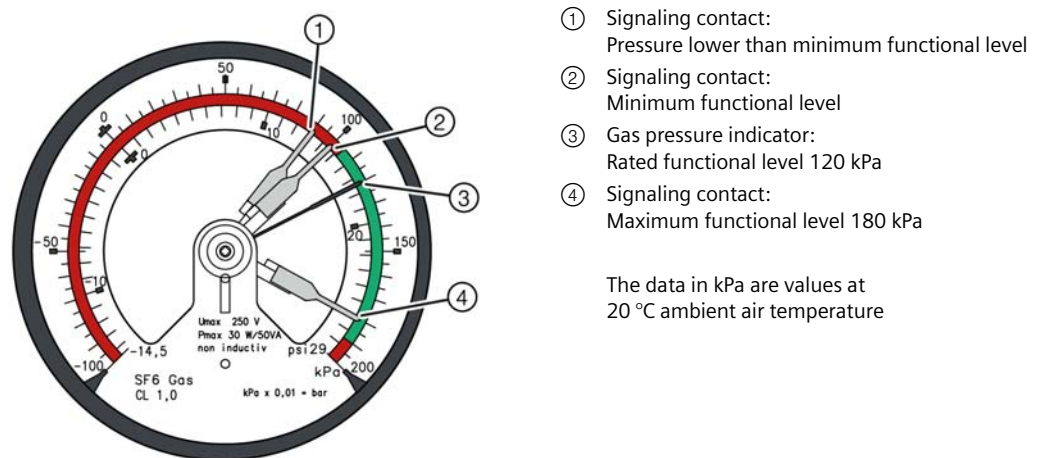 ①
②
③
④
50
0
100
10
0
-50
20
150
-10
Umax 250 V
Pmax 30 W/50VA
non inductiv
-14,5
psi29
-100
kPa
200
SF6 Gas
CL 1,0
kPa x 0,01 = bar
① Signaling contact:
Pressure lower than minimum functional level
② Signaling contact:
Minimum functional level
③ Gas pressure indicator:
Rated functional level 120 kPa
④ Signaling contact:
Maximum functional level 180 kPa
The data in kPa are values at
20 °C ambient air temperature